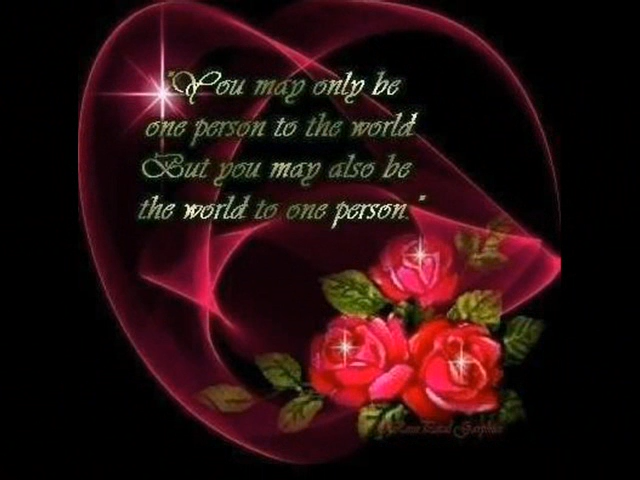 "You may only be
one person to the world
But you may also be
the world to one person."